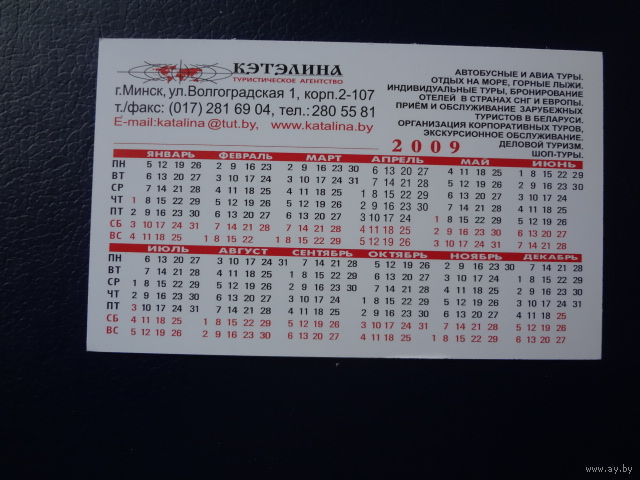 КЭТЭЛИНА
ТУРИСТИЧЕСКОЕ АГЕНТСТВО
г.Минск, ул.Волгоградская 1, корп.2-107
т./факс: (017) 281 69 04, тел.: 280 55 81
E-mail:katalina @tut.by, www.katalina.by
АВТОБУСНЫЕ И АВИА ТУРЫ.
ОТДЫХ НА МОРЕ, ГОРНЫЕ ЛЫЖИ.
ИНДИВИДУАЛЬНЫЕ ТУРЫ, БРОНИРОВАНИЕ
ОТЕЛЕЙ В СТРАНАХ СНГ И ЕВРОПЫ.
ПРИЁМ И ОБСЛУЖИВАНИЕ ЗАРУБЕЖНЫХ
ТУРИСТОВ В БЕЛАРУСИ.
ОРГАНИЗАЦИЯ КОРПОРАТИВНЫХ ТУРОВ,
ЭКСКУРСИОННОЕ ОБСЛУЖИВАНИЕ.
ДЕЛОВОЙ ТУРИЗМ.
ШОП-ТУРЫ.
2009
ЯНВАРЬ ФЕВРАЛЬ МАРТ АПРЕЛЬ МАЙ ИЮНЬ
ПН 5 12 19 26 2 9 16 23 2 9 16 23 30 6 13 20 27 4 11 18 25 1 8 15 22 29
ВТ 6 13 20 27 3 10 17 24 3 10 17 24 31 7 14 21 28 5 12 19 26 2 9 16 23 30
СР 7 14 21 28 4 11 18 25 4 11 18 25 1 8 15 22 29 6 13 20 27 3 10 17 24
ЧТ 1 8 15 22 29 5 12 19 26 5 12 19 26 2 9 16 23 30 7 14 21 28 4 11 18 25
ПТ 2 9 16 23 30 6 13 20 27 6 13 20 27 3 10 17 24 1 8 15 22 29 5 12 19 26
СБ 3 10 17 24 31 7 14 21 28 7 14 21 28 4 11 18 25 2 9 16 23 30 6 13 20 27
ВС 4 11 18 25 1 8 15 22 1 8 15 22 29 5 12 19 26 3 10 17 24 31 7 14 21 28
ИЮЛЬ АВГУСТ СЕНТЯБРЬ ОКТЯБРЬ НОЯБРЬ ДЕКАБРЬ
ПН 6 13 20 27 3 10 17 24 31 7 14 21 28 5 12 19 26 2 9 16 23 30 7 14 21 28
ВТ 7 14 21 28 4 11 18 25 1 8 15 22 29 6 13 20 27 3 10 17 24 1 8 15 22 29
СР 1 8 15 22 29 5 12 19 26 2 9 16 23 30 7 14 21 28 4 11 18 25 2 9 16 23 30
ЧТ 2 9 16 23 30 6 13 20 27 3 10 17 24 1 8 15 22 29 5 12 19 26 3 10 17 24 31
ПТ 3 10 17 24 31 7 14 21 28 4 11 18 25 2 9 16 23 30 6 13 20 27 4 11 18 25
СБ 4 11 18 25 1 8 15 22 29 5 12 19 26 3 10 17 24 31 7 14 21 28 5 12 19 26
ВС 5 12 19 26 2 9 16 23 30 6 13 20 27 4 11 18 25 1 8 15 22 29 6 13 20 27
www.ay.by